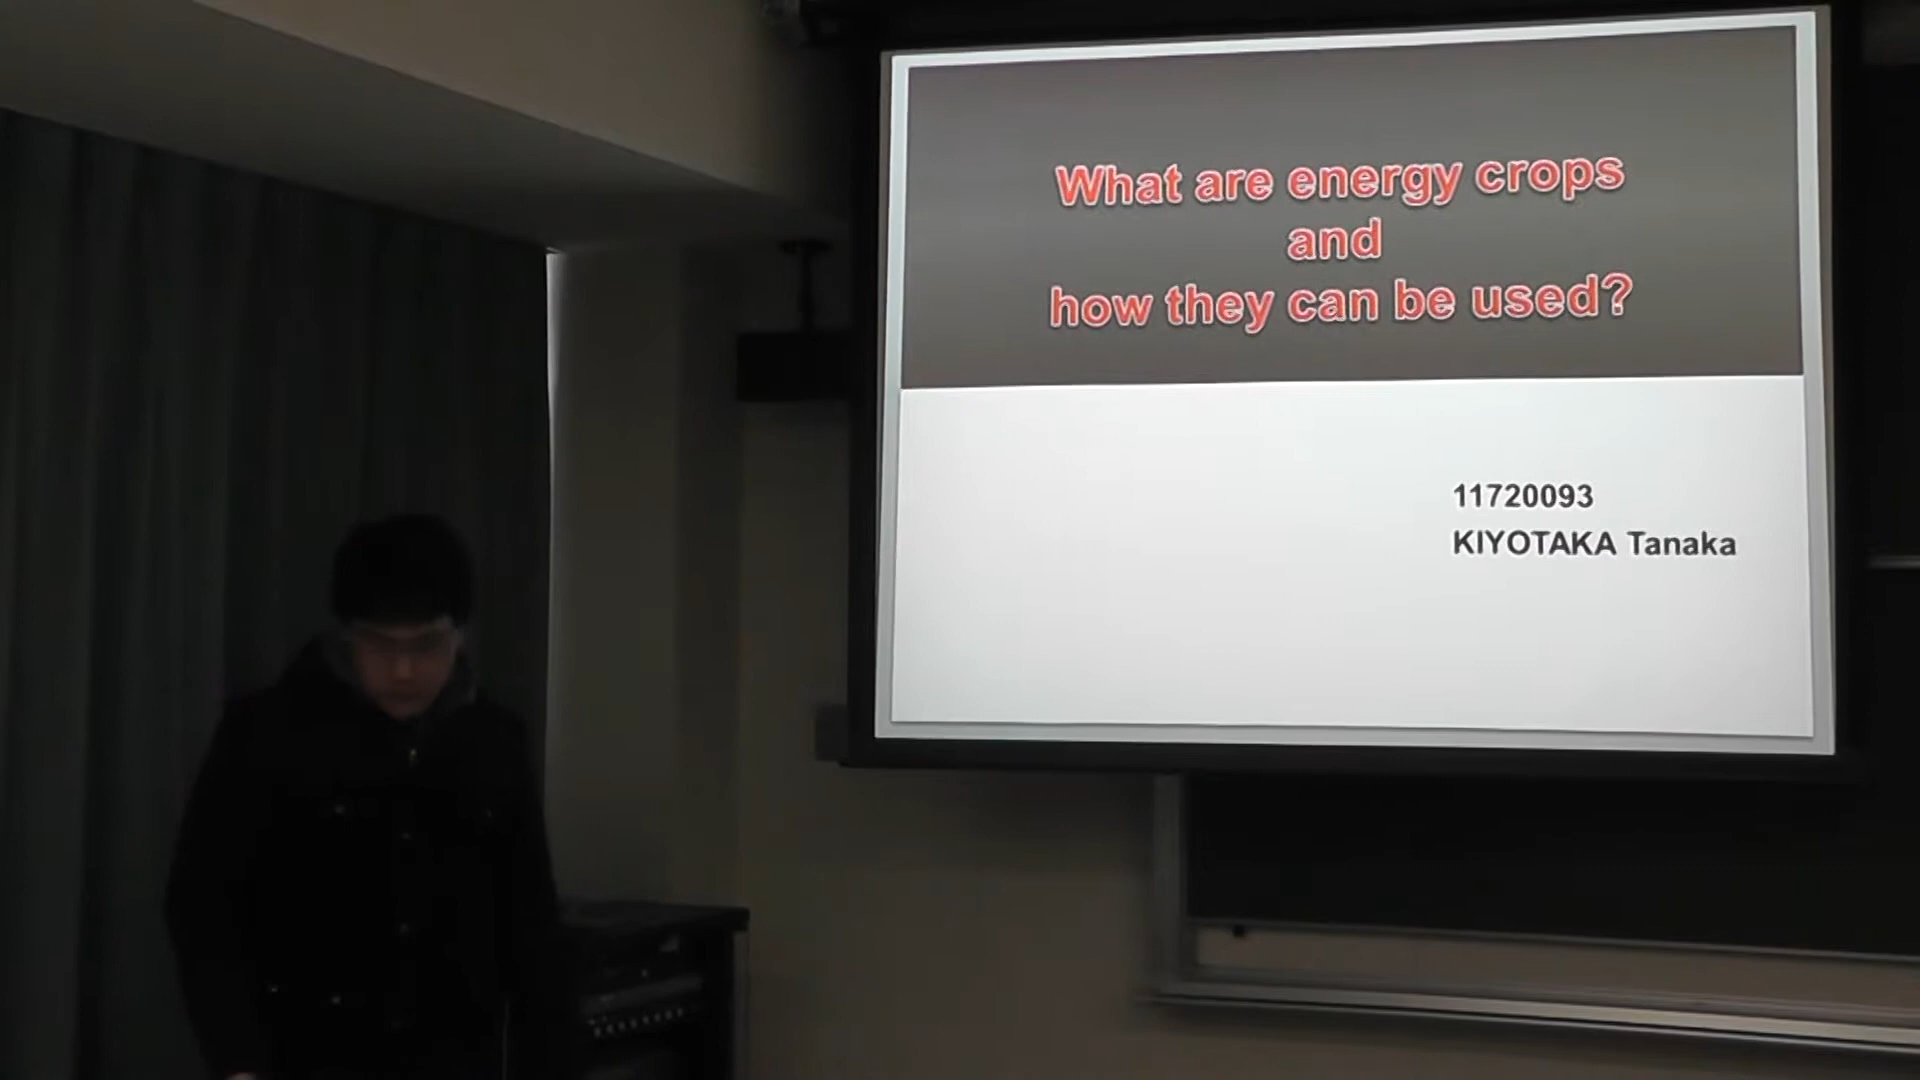 What are energy crops
and
how they can be used?
11720093
KIYOTAKA Tanaka